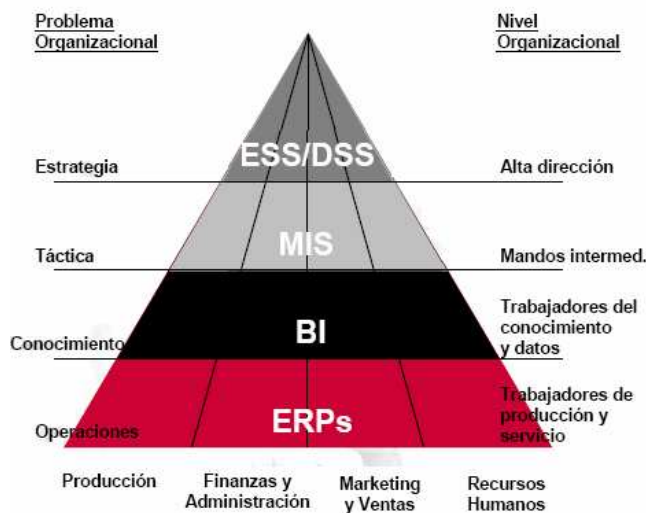 Problema
Organizacional
Nivel
Organizacional
ESS/DSS
Estrategia
Alta dirección
MIS
Táctica
Mandos intermed.
BI
Conocimiento
Trabajadores del
conocimiento
y datos
ERPs
Operaciones
Trabajadores de
producción y
servicio
Producción
Finanzas y
Administración
Marketing
y Ventas
Recursos
Humanos